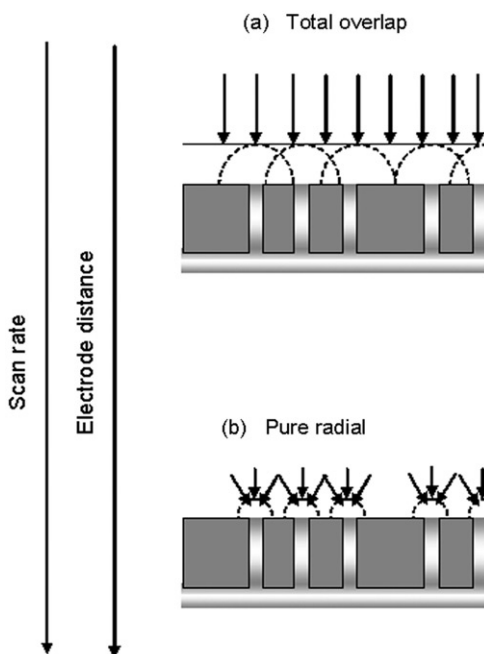 (a) Total overlap
Scan rate
Electrode distance
(b) Pure radial